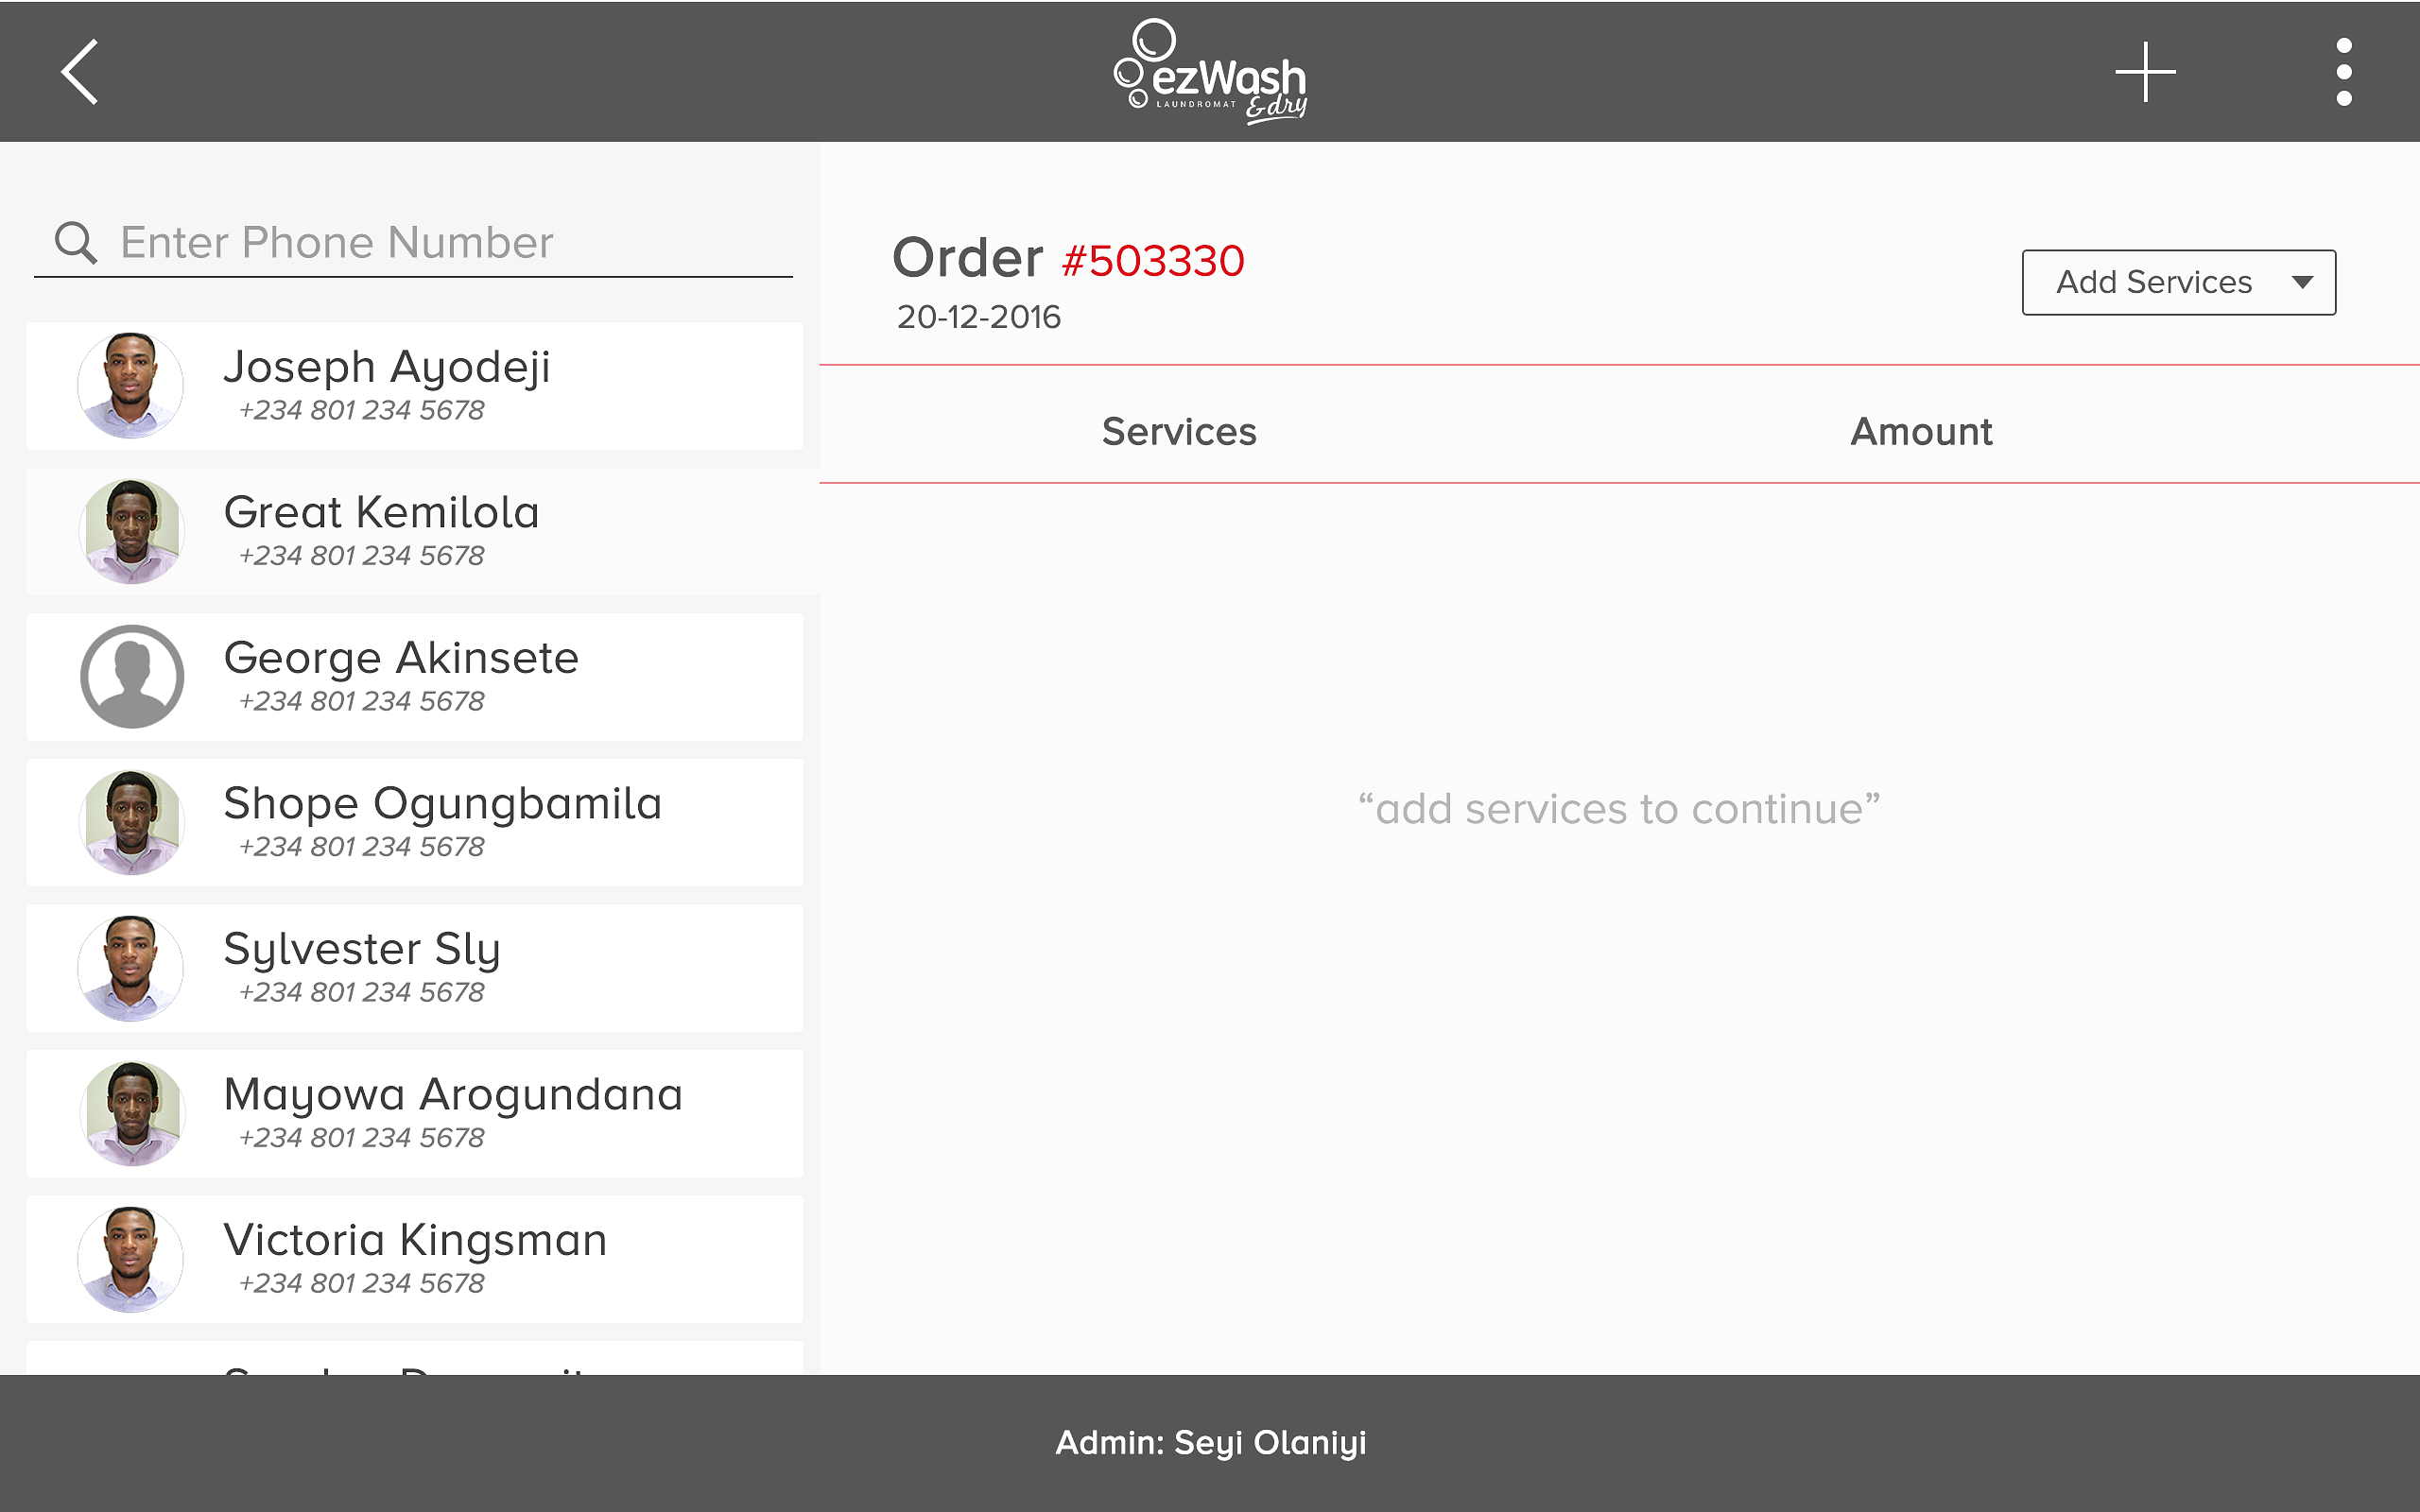 ezWash
LAUNDROMAT
&dry
Enter Phone Number
Joseph Ayodeji
+234 801 234 5678
Great Kemilola
+234 801 234 5678
George Akinsete
+234 801 234 5678
Shope Ogungbamila
+234 801 234 5678
Sylvester Sly
+234 801 234 5678
Mayowa Arogundana
+234 801 234 5678
Victoria Kingsman
+234 801 234 5678
Order #503330
20-12-2016
Add Services
Services Amount
“add services to continue”
Admin: Seyi Olaniyi